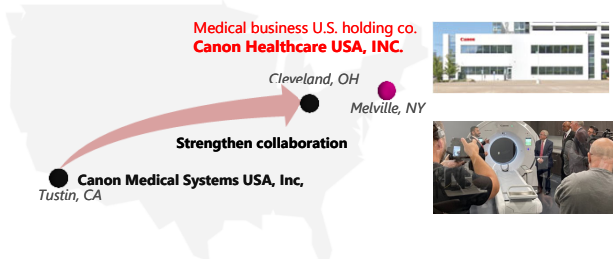 Medical business U.S. holding co.
Canon Healthcare USA, INC.
Cleveland, OH
Melville, NY
Strengthen collaboration
Canon Medical Systems USA, Inc,
Tustin, CA
Canon